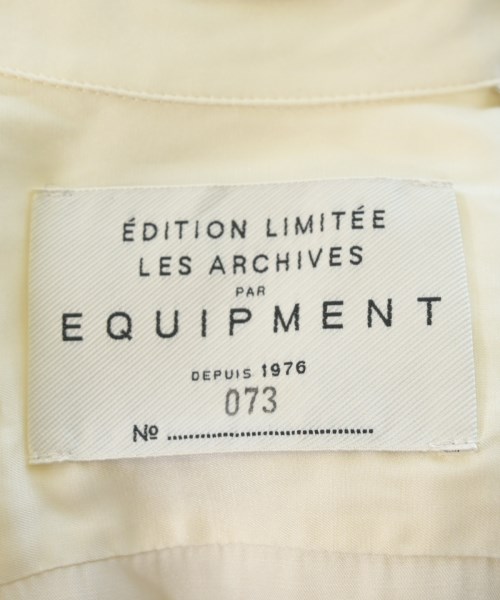 ÉDITION LIMITÉE
LES ARCHIVES
PAR
EQUIPMENT
DEPUIS 1976
073
Nº ................................